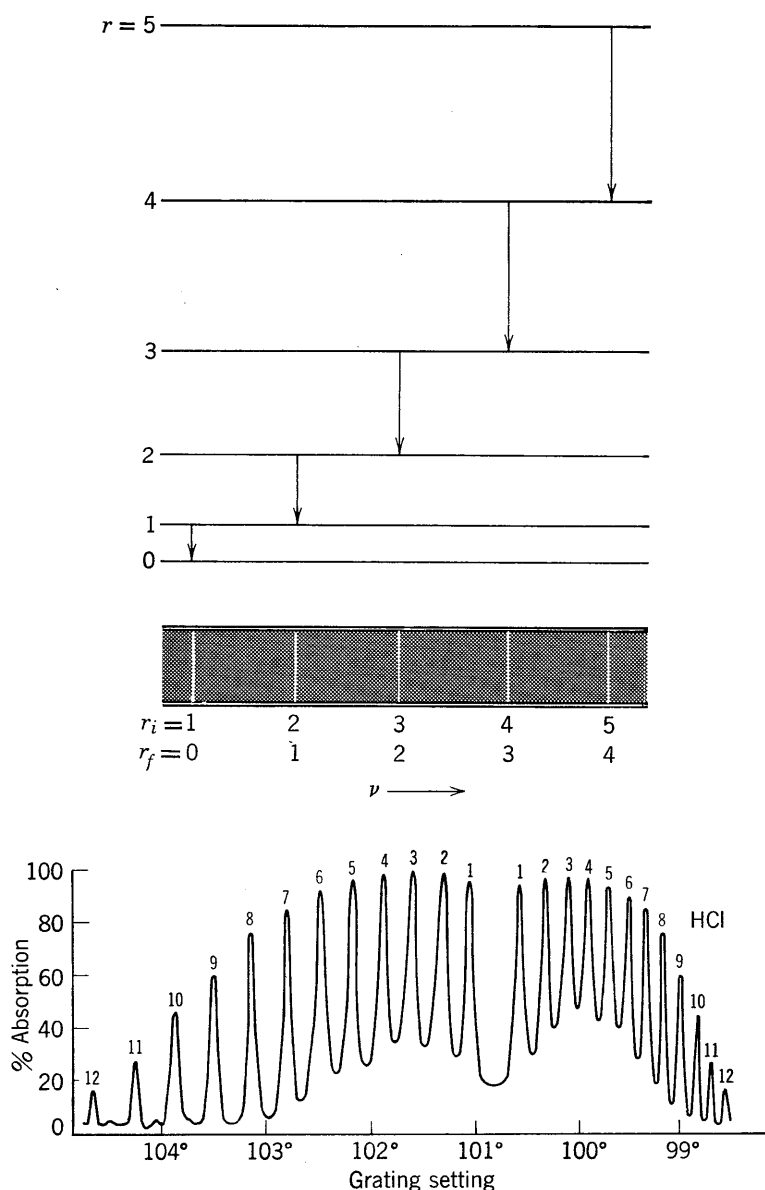 r = 5
4
3
2
1
0
r_i = 1 2 3 4 5
r_f = 0 1 2 3 4
ν
HCl
% Absorption
100
80
60
40
20
0
12 11 10 9 8 7 6 5 4 3 2 1 1 2 3 4 5 6 7 8 9 10 11 12
104° 103° 102° 101° 100° 99°
Grating setting